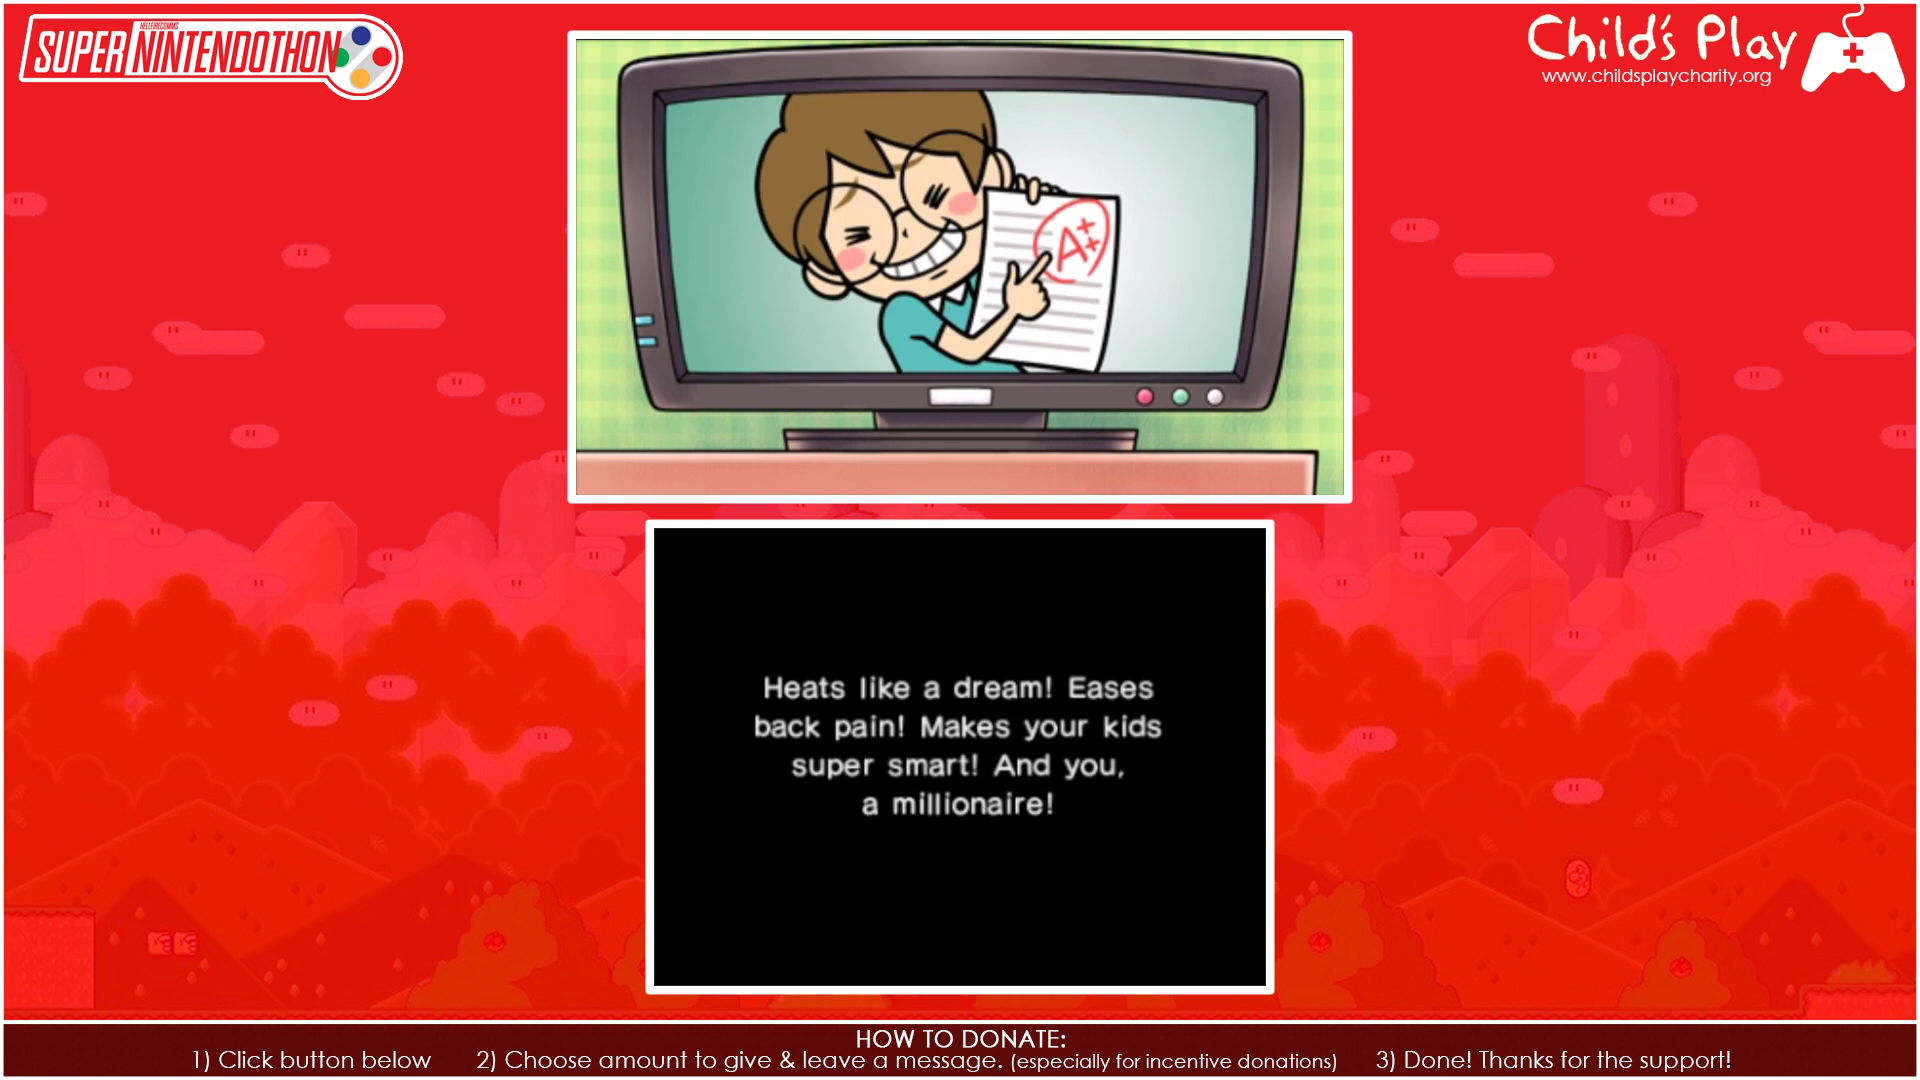 HELLFIRECOMMS
SUPER NINTENDOTHON
Child's Play
www.childsplaycharity.org
A++
Heats like a dream! Eases
back pain! Makes your kids
super smart! And you,
a millionaire!
HOW TO DONATE:
1) Click button below 2) Choose amount to give & leave a message. (especially for incentive donations) 3) Done! Thanks for the support!